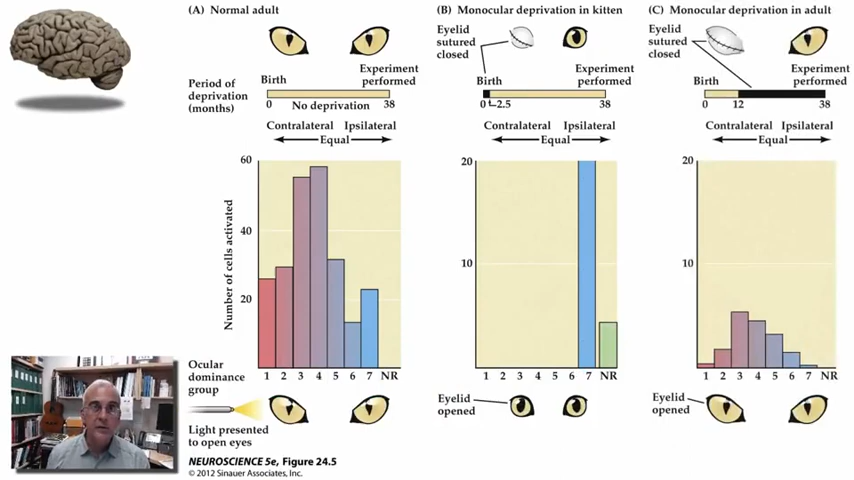 (A) Normal adult
Period of
deprivation
(months)
Birth
Experiment
performed
0
No deprivation
38
Contralateral Ipsilateral
Equal
Number of cells activated
60
40
20
1 2 3 4 5 6 7 NR
Ocular
dominance
group
Light presented
to open eyes
(B) Monocular deprivation in kitten
Eyelid
sutured
closed
Birth
Experiment
performed
0 2.5
38
Contralateral Ipsilateral
Equal
20
10
1 2 3 4 5 6 7 NR
Eyelid
opened
(C) Monocular deprivation in adult
Eyelid
sutured
closed
Birth
Experiment
performed
0 12 38
Contralateral Ipsilateral
Equal
20
10
1 2 3 4 5 6 7 NR
Eyelid
opened
NEUROSCIENCE 5e, Figure 24.5
© 2012 Sinauer Associates, Inc.